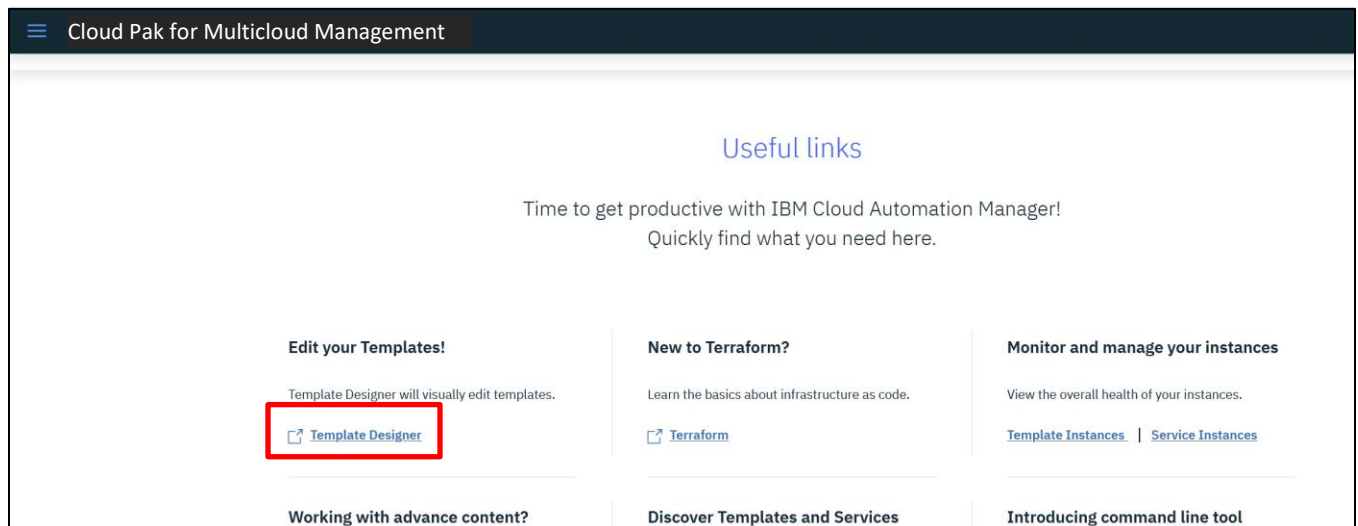 Cloud Pak for Multicloud Management
Useful links
Time to get productive with IBM Cloud Automation Manager!
Quickly find what you need here.
Edit your Templates!
Template Designer will visually edit templates.
Template Designer
New to Terraform?
Learn the basics about infrastructure as code.
Terraform
Monitor and manage your instances
View the overall health of your instances.
Template Instances | Service Instances
Working with advance content?
Discover Templates and Services
Introducing command line tool